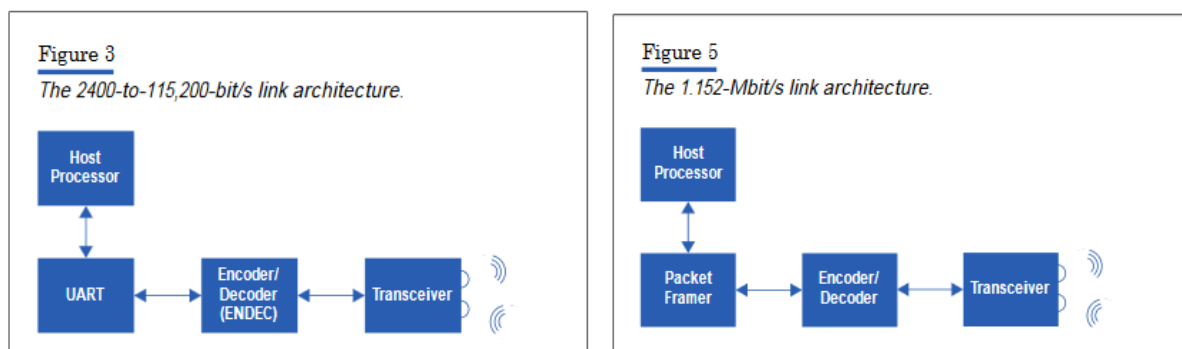 Figure 3
The 2400-to-115,200-bit/s link architecture.
Host
Processor
UART
Encoder/
Decoder
(ENDEC)
Transceiver
Figure 5
The 1.152-Mbit/s link architecture.
Host
Processor
Packet
Framer
Encoder/
Decoder
Transceiver